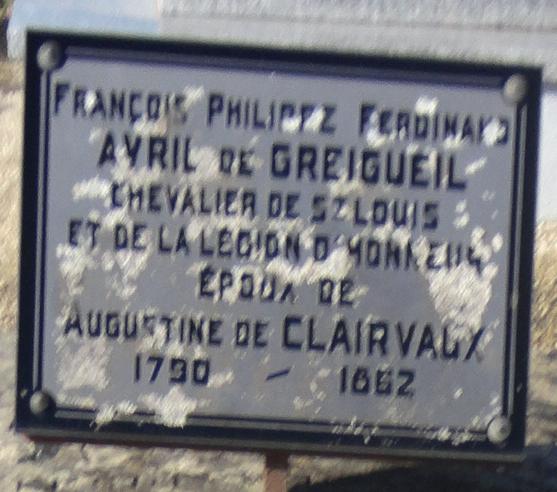 FRANÇOIS PHILIPPE FERDINAND
AVRIL DE GREIGUEIL
CHEVALIER DE ST LOUIS
ET DE LA LÉGION D'HONNEUR
ÉPOUX DE
AUGUSTINE DE CLAIRVAUX
1790 - 1862